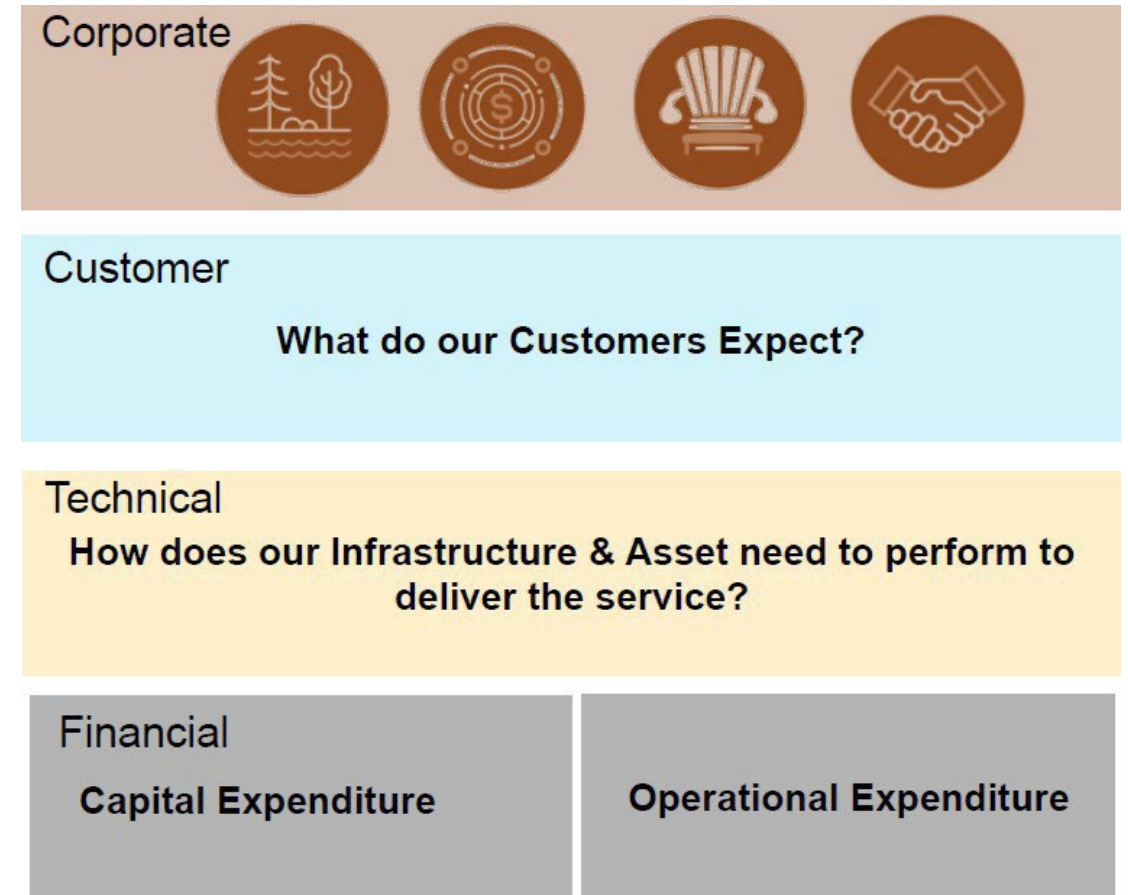 Corporate
$
Customer
What do our Customers Expect?
Technical
How does our Infrastructure & Asset need to perform to
deliver the service?
Financial
Capital Expenditure
Operational Expenditure